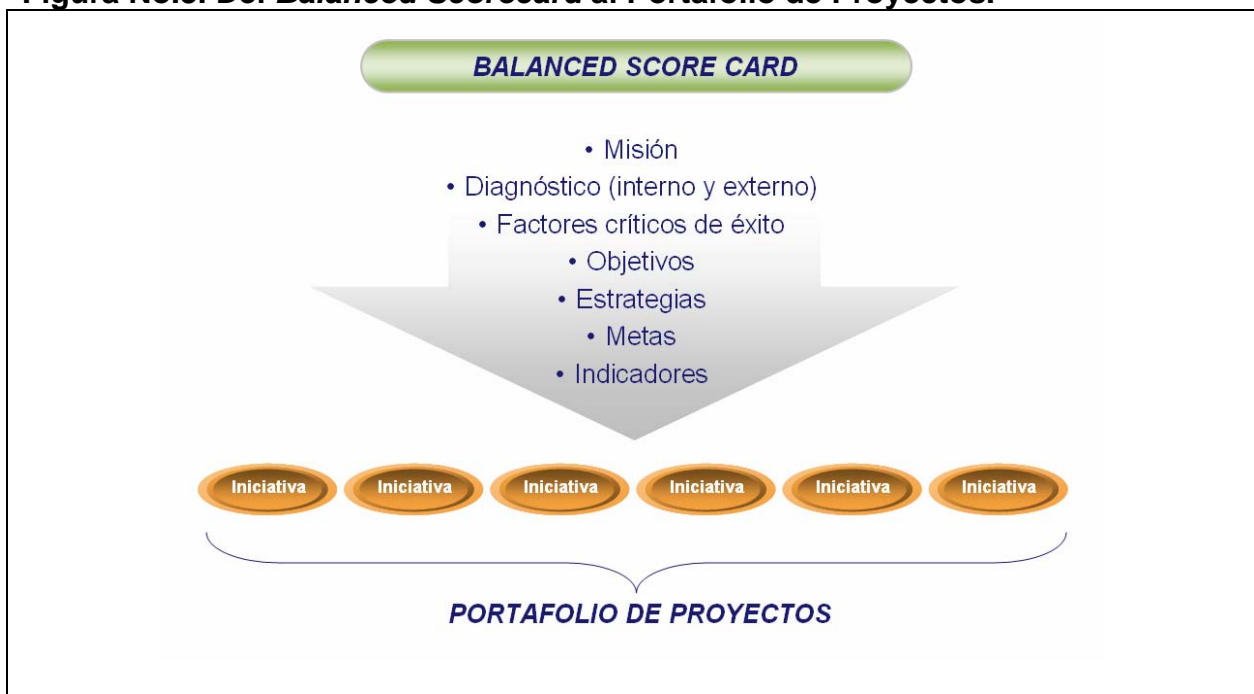 Del Balanced Scorecard al Portafolio de Proyectos.
BALANCED SCORE CARD
• Misión
• Diagnóstico (interno y externo)
• Factores críticos de éxito
• Objetivos
• Estrategias
• Metas
• Indicadores
Iniciativa Iniciativa Iniciativa Iniciativa Iniciativa Iniciativa
PORTAFOLIO DE PROYECTOS